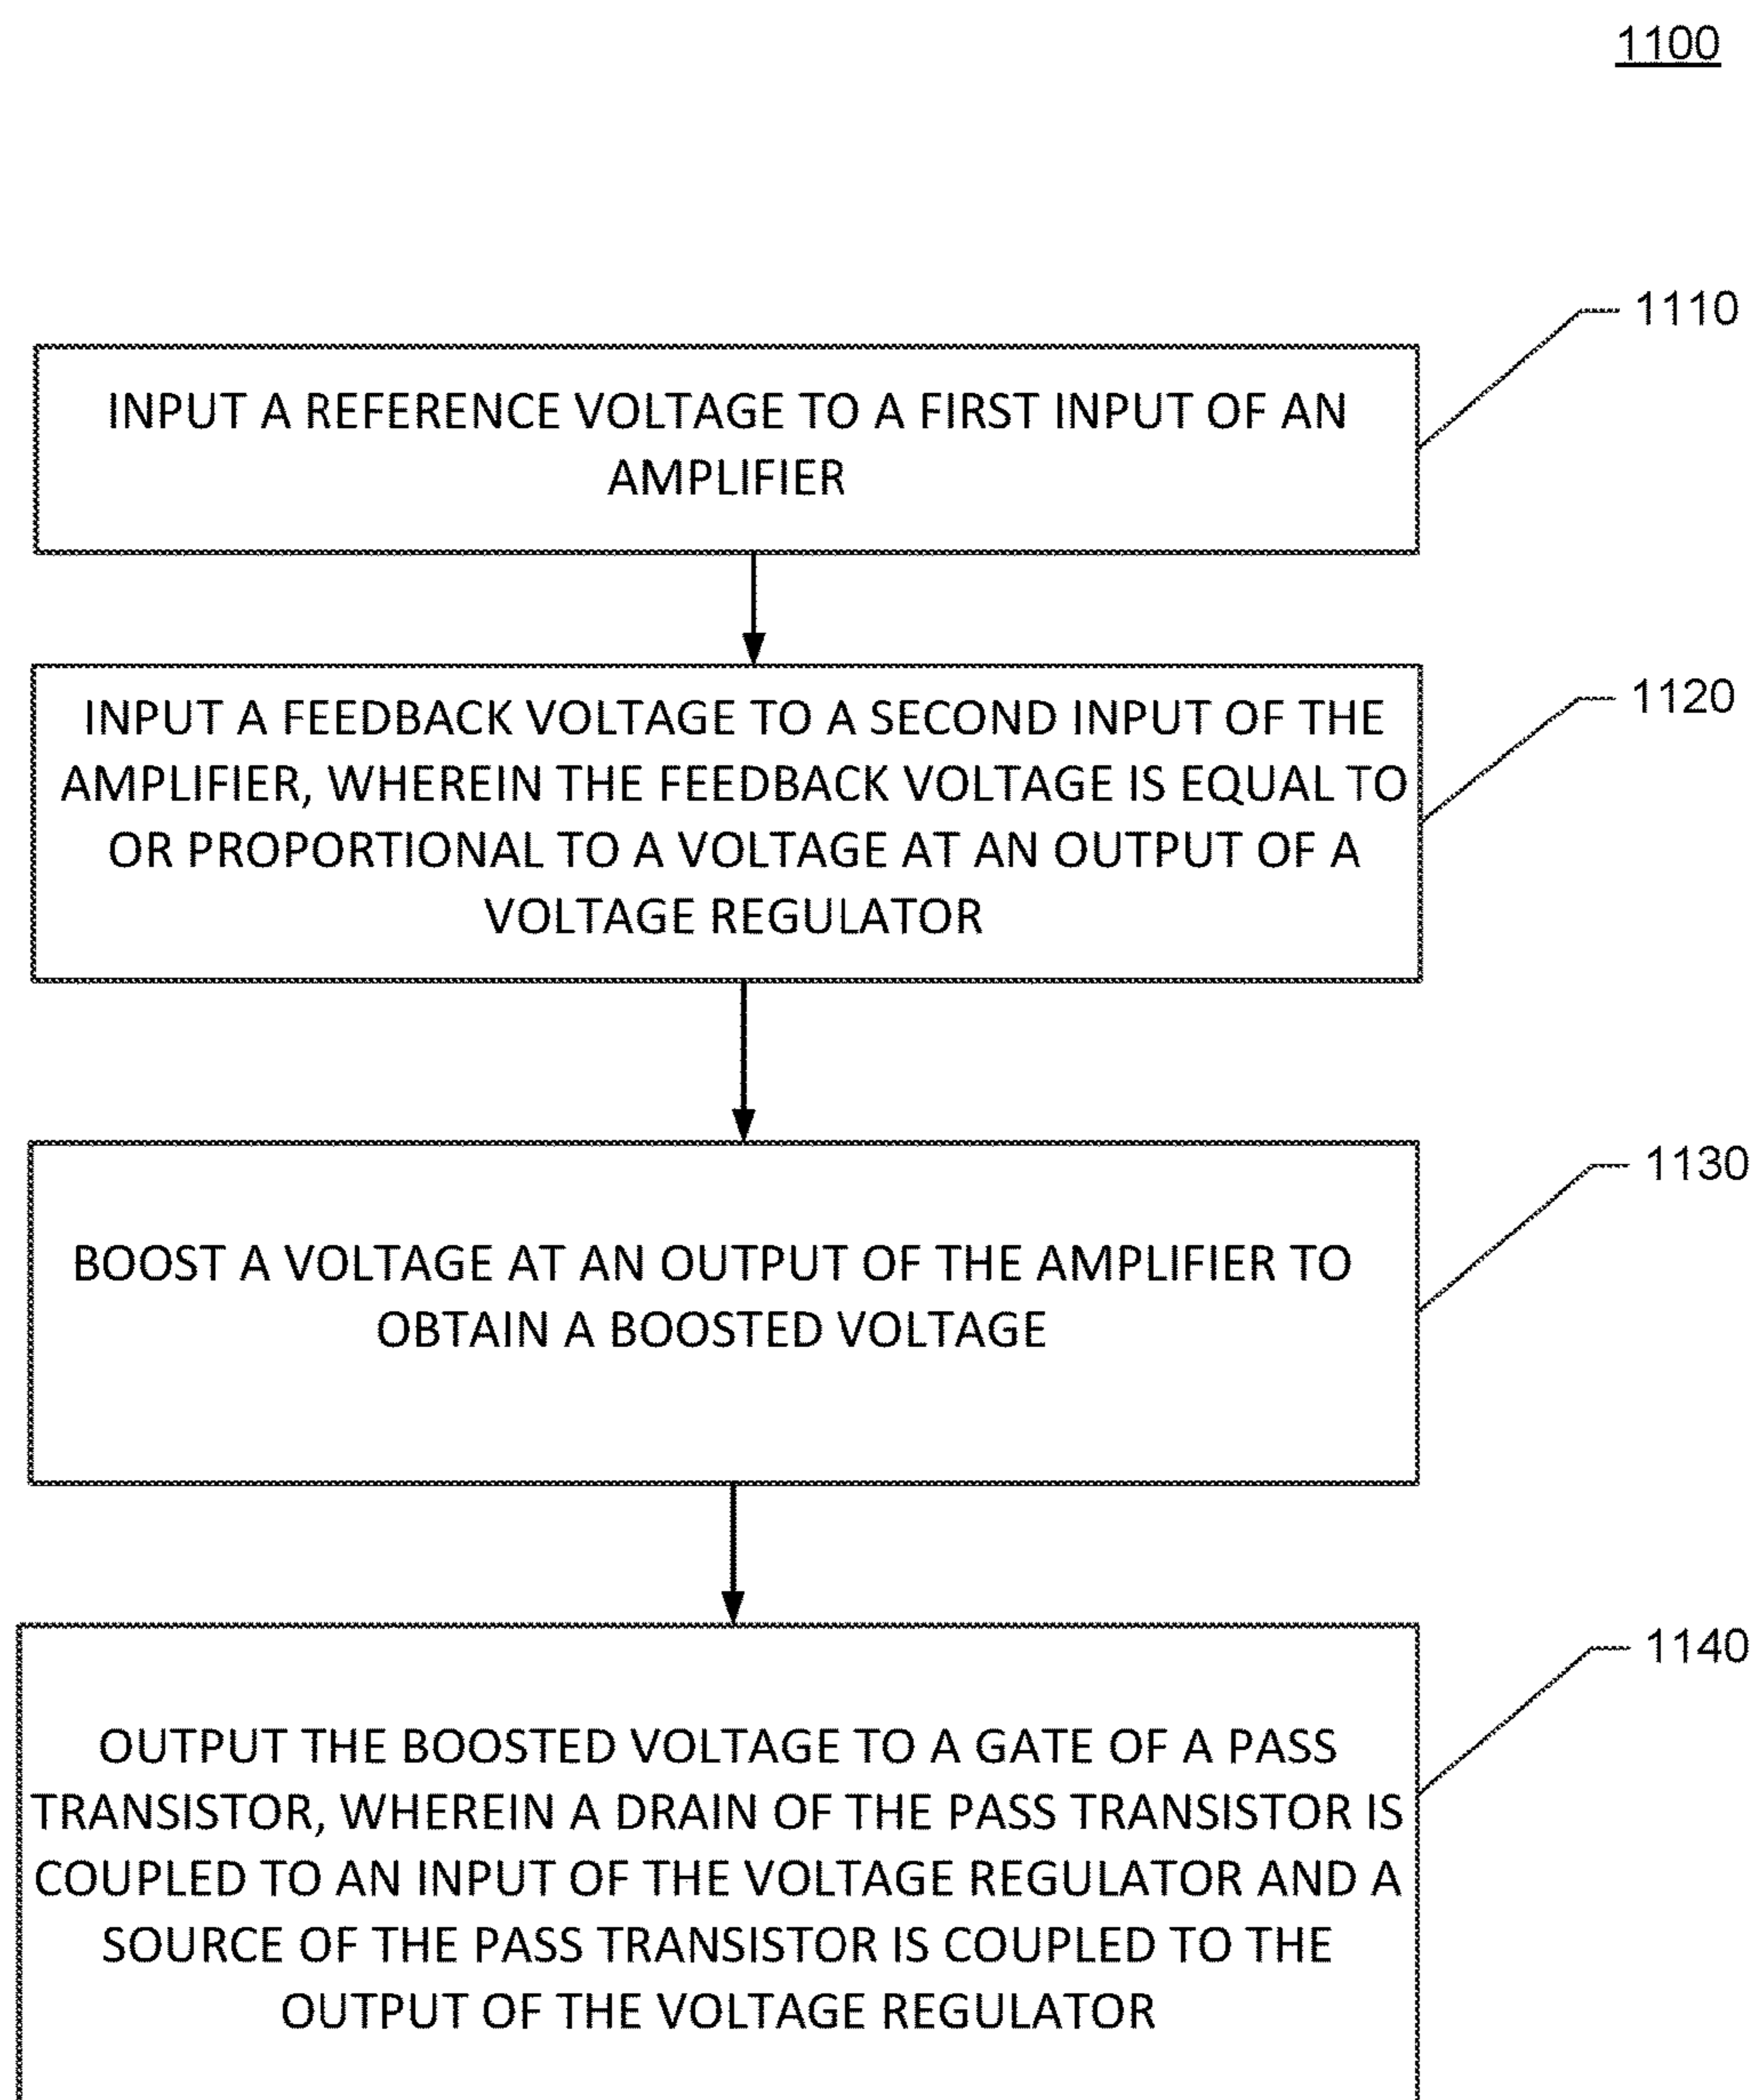 1100
1110
INPUT A REFERENCE VOLTAGE TO A FIRST INPUT OF AN
AMPLIFIER
1120
INPUT A FEEDBACK VOLTAGE TO A SECOND INPUT OF THE
AMPLIFIER, WHEREIN THE FEEDBACK VOLTAGE IS EQUAL TO
OR PROPORTIONAL TO A VOLTAGE AT AN OUTPUT OF A
VOLTAGE REGULATOR
1130
BOOST A VOLTAGE AT AN OUTPUT OF THE AMPLIFIER TO
OBTAIN A BOOSTED VOLTAGE
1140
OUTPUT THE BOOSTED VOLTAGE TO A GATE OF A PASS
TRANSISTOR, WHEREIN A DRAIN OF THE PASS TRANSISTOR IS
COUPLED TO AN INPUT OF THE VOLTAGE REGULATOR AND A
SOURCE OF THE PASS TRANSISTOR IS COUPLED TO THE
OUTPUT OF THE VOLTAGE REGULATOR